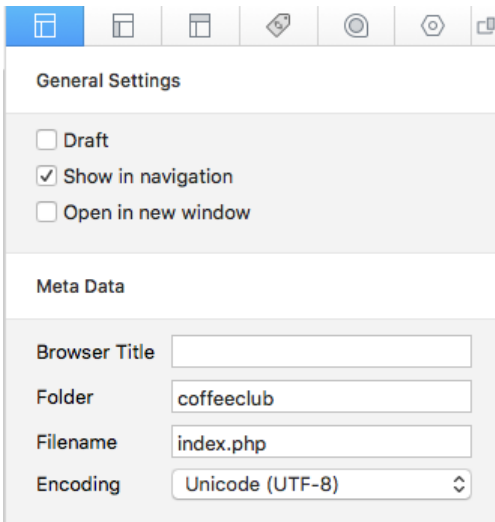 General Settings
Draft
Show in navigation
Open in new window
Meta Data
Browser Title
Folder coffeeclub
Filename index.php
Encoding Unicode (UTF-8)